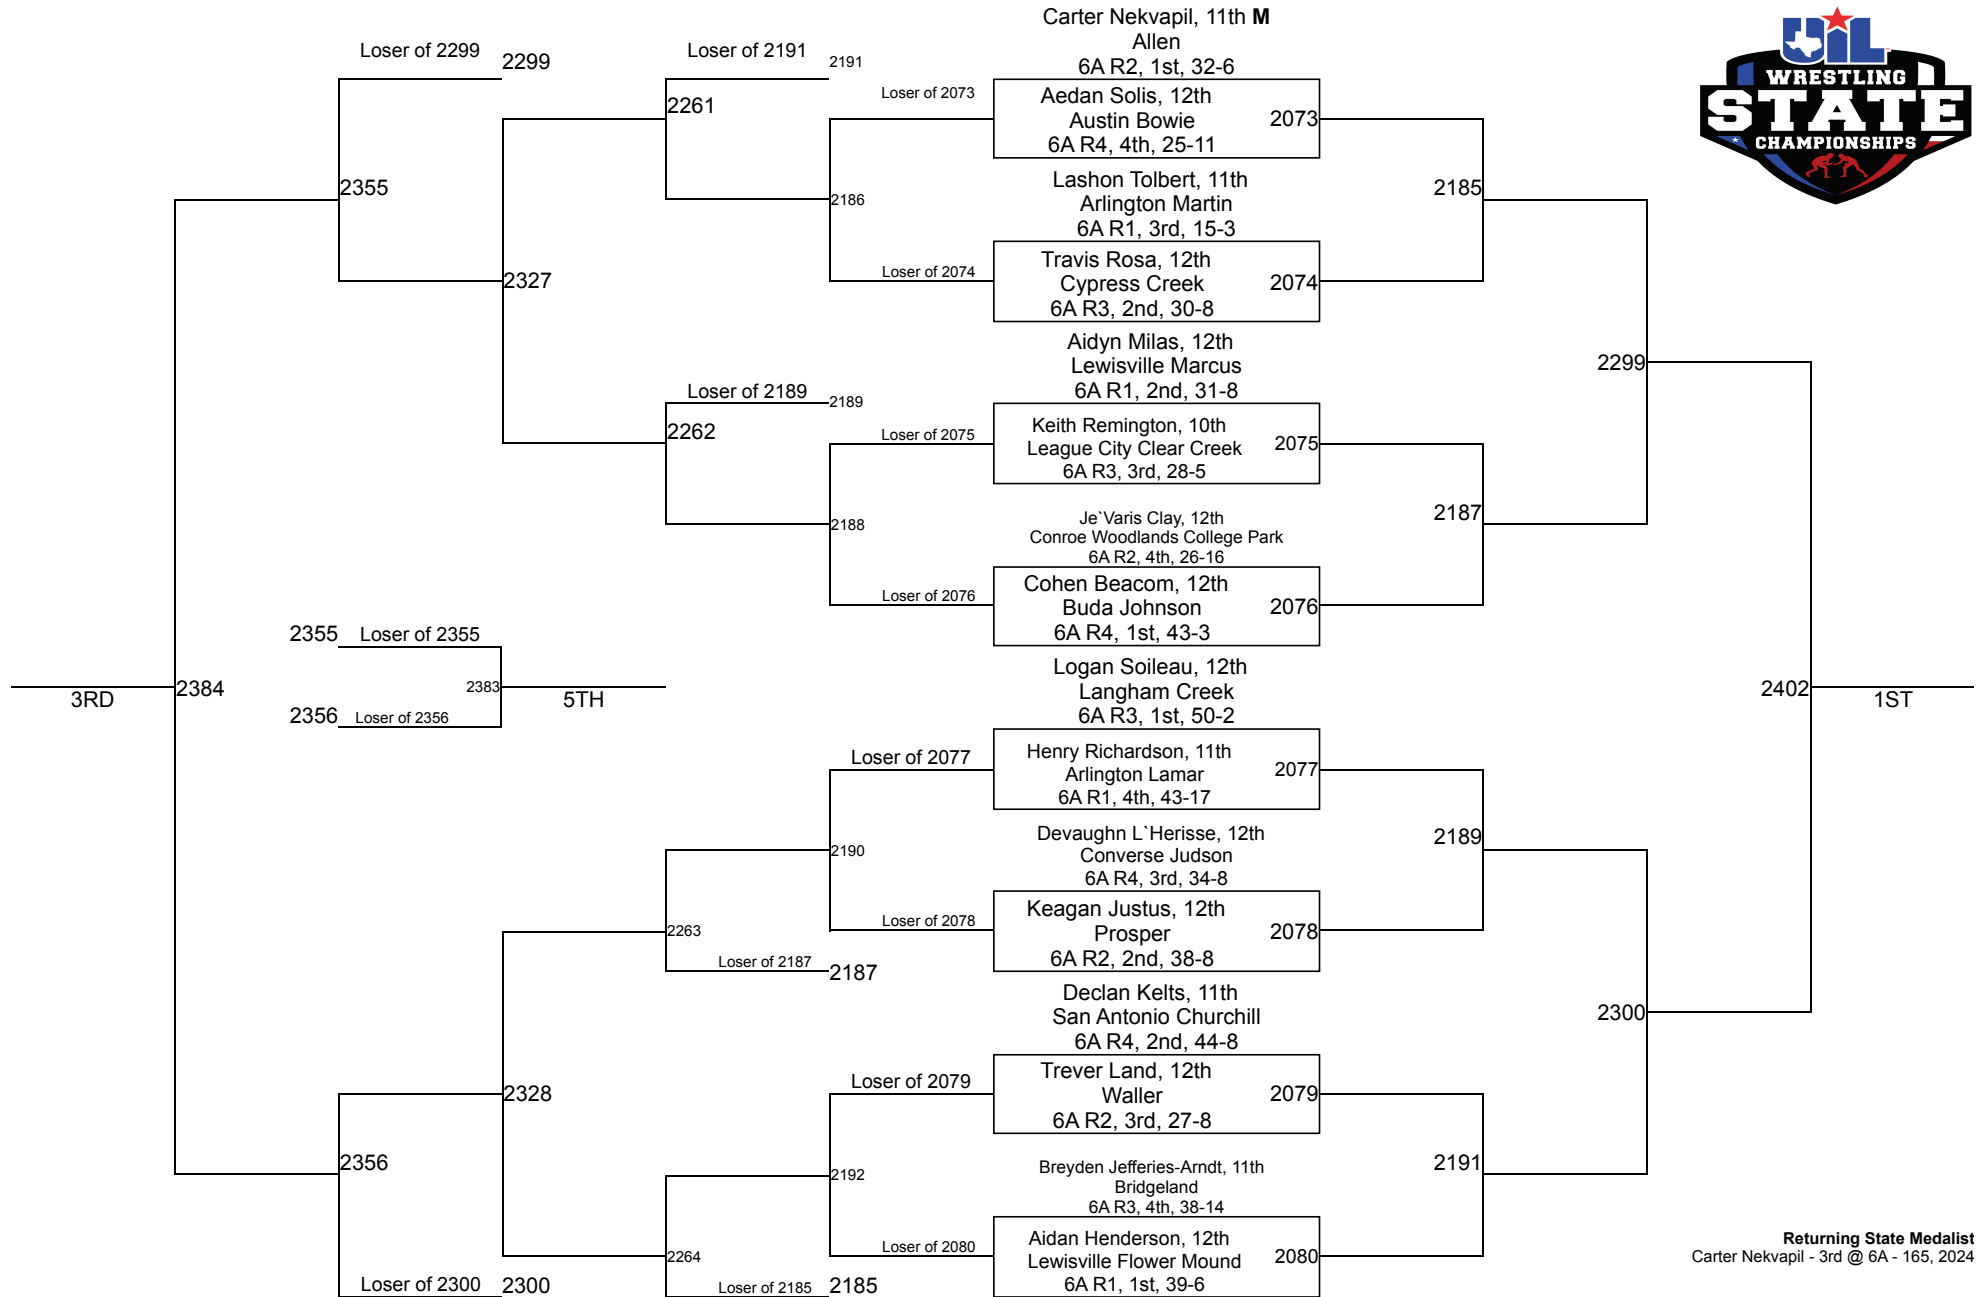 Carter Nekvapil, 11th M
Allen
6A R2, 1st, 32-6
Aedan Solis, 12th
Austin Bowie
6A R4, 4th, 25-11
2073
Lashon Tolbert, 11th
Arlington Martin
6A R1, 3rd, 15-3
Travis Rosa, 12th
Cypress Creek
6A R3, 2nd, 30-8
2074
Aidyn Milas, 12th
Lewisville Marcus
6A R1, 2nd, 31-8
Keith Remington, 10th
League City Clear Creek
6A R3, 3rd, 28-5
2075
Je`Varis Clay, 12th
Conroe Woodlands College Park
6A R2, 4th, 26-16
Cohen Beacom, 12th
Buda Johnson
6A R4, 1st, 43-3
2076
Logan Soileau, 12th
Langham Creek
6A R3, 1st, 50-2
Henry Richardson, 11th
Arlington Lamar
6A R1, 4th, 43-17
2077
Devaughn L`Herisse, 12th
Converse Judson
6A R4, 3rd, 34-8
Keagan Justus, 12th
Prosper
6A R2, 2nd, 38-8
2078
Declan Kelts, 11th
San Antonio Churchill
6A R4, 2nd, 44-8
Trever Land, 12th
Waller
6A R2, 3rd, 27-8
2079
Breyden Jefferies-Arndt, 11th
Bridgeland
6A R3, 4th, 38-14
Aidan Henderson, 12th
Lewisville Flower Mound
6A R1, 1st, 39-6
2080
2185
2187
2189
2191
2299
2300
2402
1ST
Loser of 2073
Loser of 2074
Loser of 2075
Loser of 2076
Loser of 2077
Loser of 2078
Loser of 2079
Loser of 2080
Loser of 2191
2191
2186
Loser of 2189
2189
2188
2190
Loser of 2187
2187
2192
Loser of 2185
2185
2261
2262
2263
2264
Loser of 2299
2299
2327
2328
Loser of 2300
2300
2355
2356
2355
Loser of 2355
2356
Loser of 2356
2383
5TH
2384
3RD
UIL
WRESTLING
STATE
CHAMPIONSHIPS
Returning State Medalist
Carter Nekvapil - 3rd @ 6A - 165, 2024